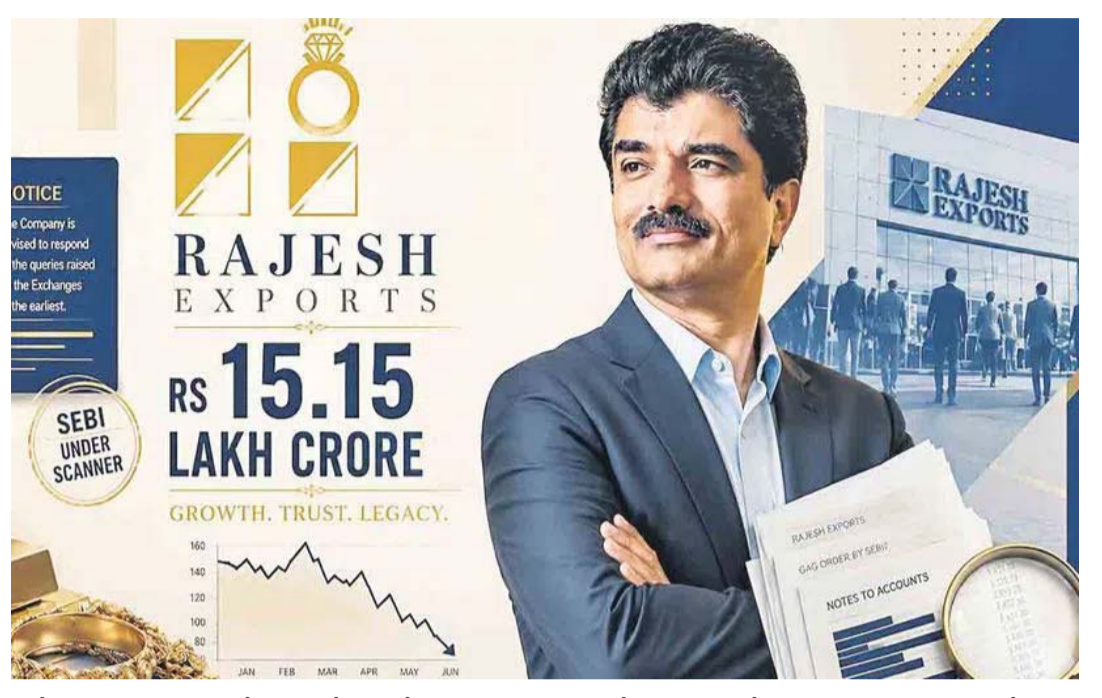 OTICE
e Company is
vised to respond
the queries raised
the Exchanges
the earliest.
SEBI
UNDER
SCANNER
RAJESH
EXPORTS
RS 15.15
LAKH CRORE
GROWTH. TRUST. LEGACY.
160
140
120
100
80
JAN FEB MAR APR MAY JUN
RAJESH
EXPORTS
RAJESH EXPORTS
GAG ORDER BY SEBI
NOTES TO ACCOUNTS